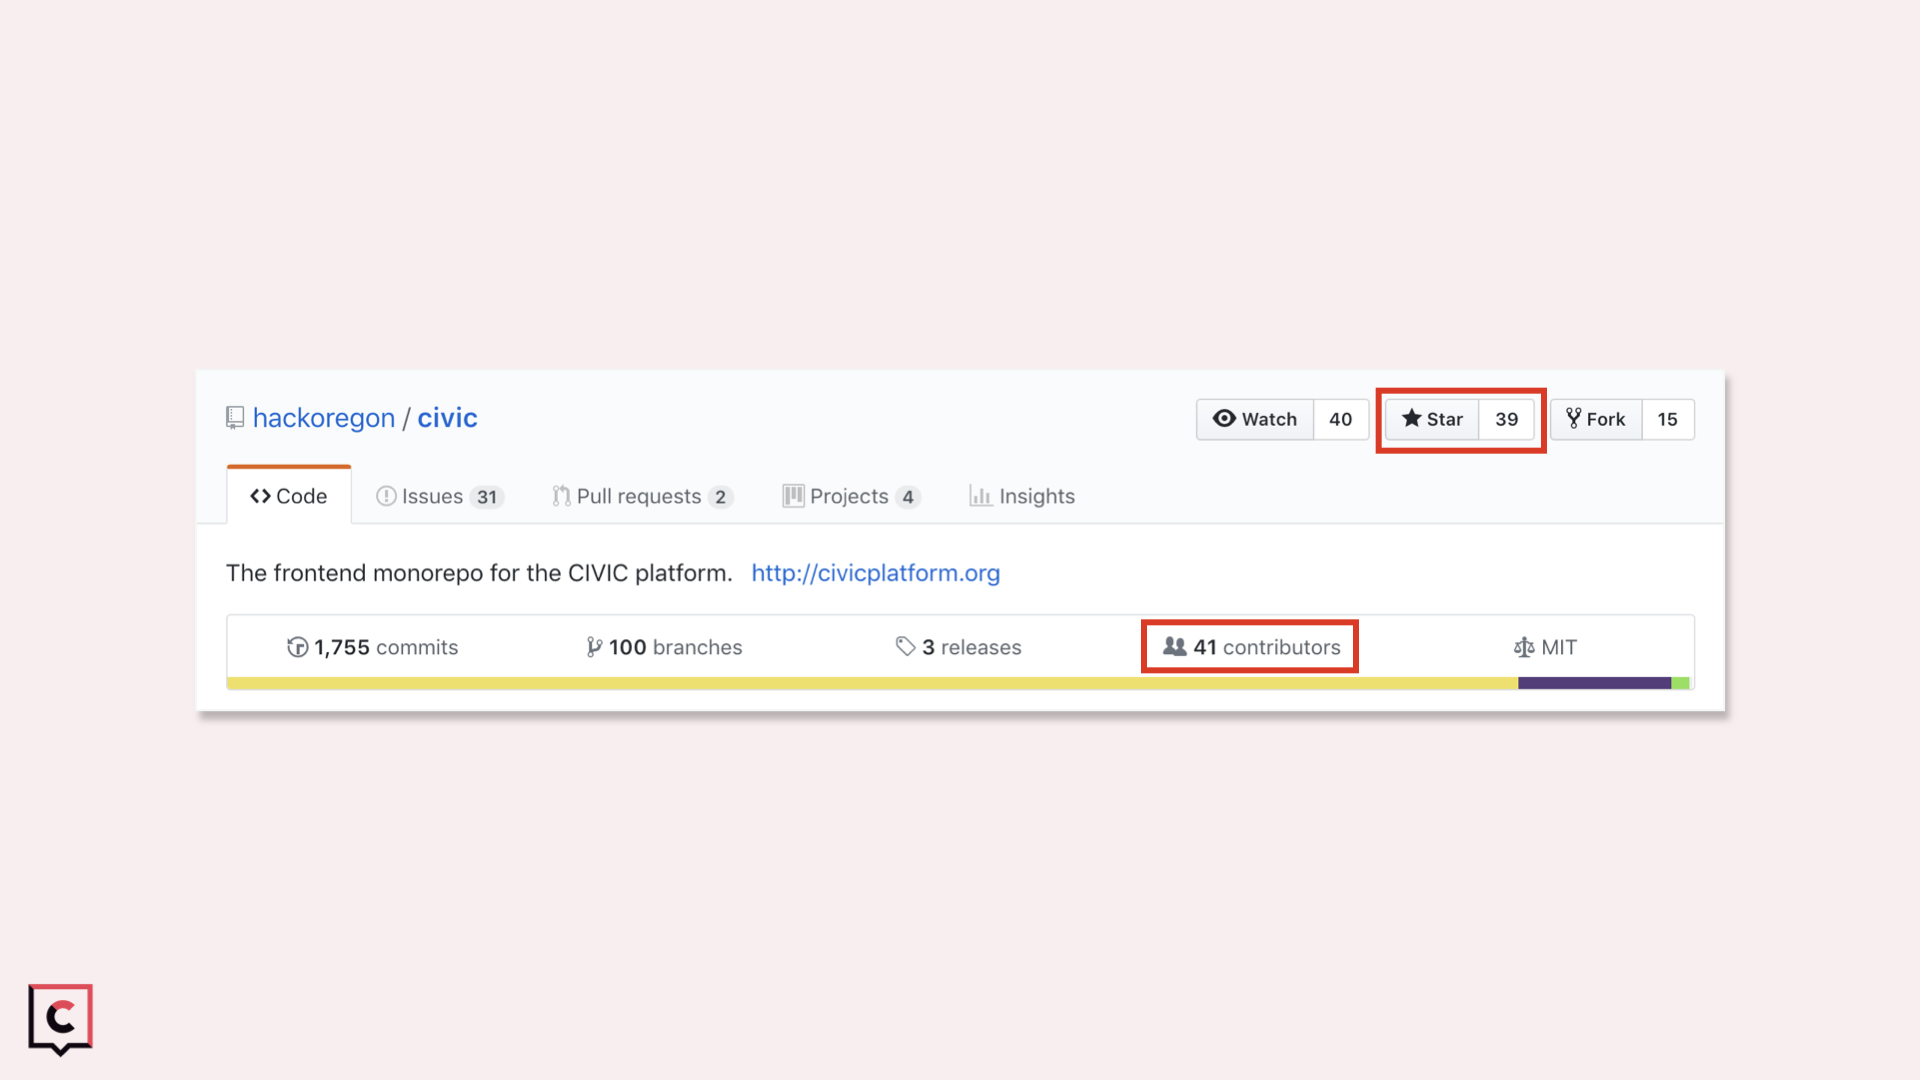 hackoregon / civic
Watch 40 Star 39 Fork 15
Code Issues 31 Pull requests 2 Projects 4 Insights
The frontend monorepo for the CIVIC platform. http://civicplatform.org
1,755 commits 100 branches 3 releases 41 contributors MIT
C